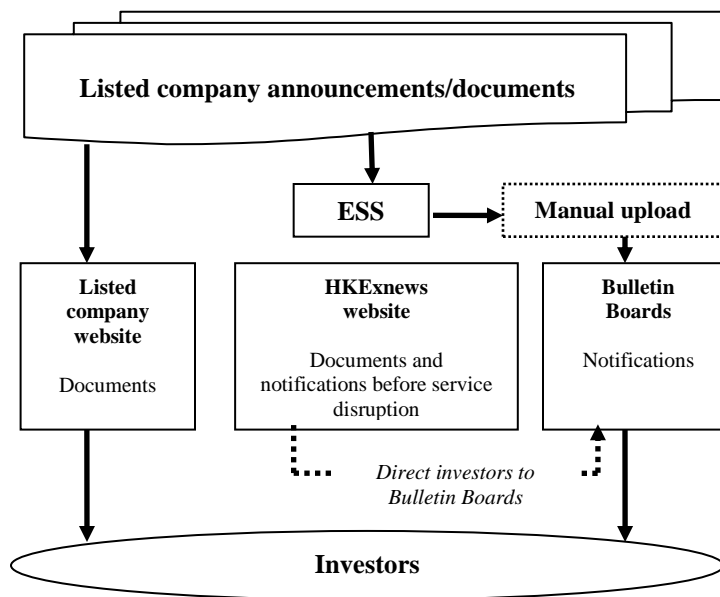 Listed company announcements/documents
ESS
Manual upload
Listed
company
website
Documents
HKExnews
website
Documents and
notifications before service
disruption
Bulletin
Boards
Notifications
Direct investors to
Bulletin Boards
Investors